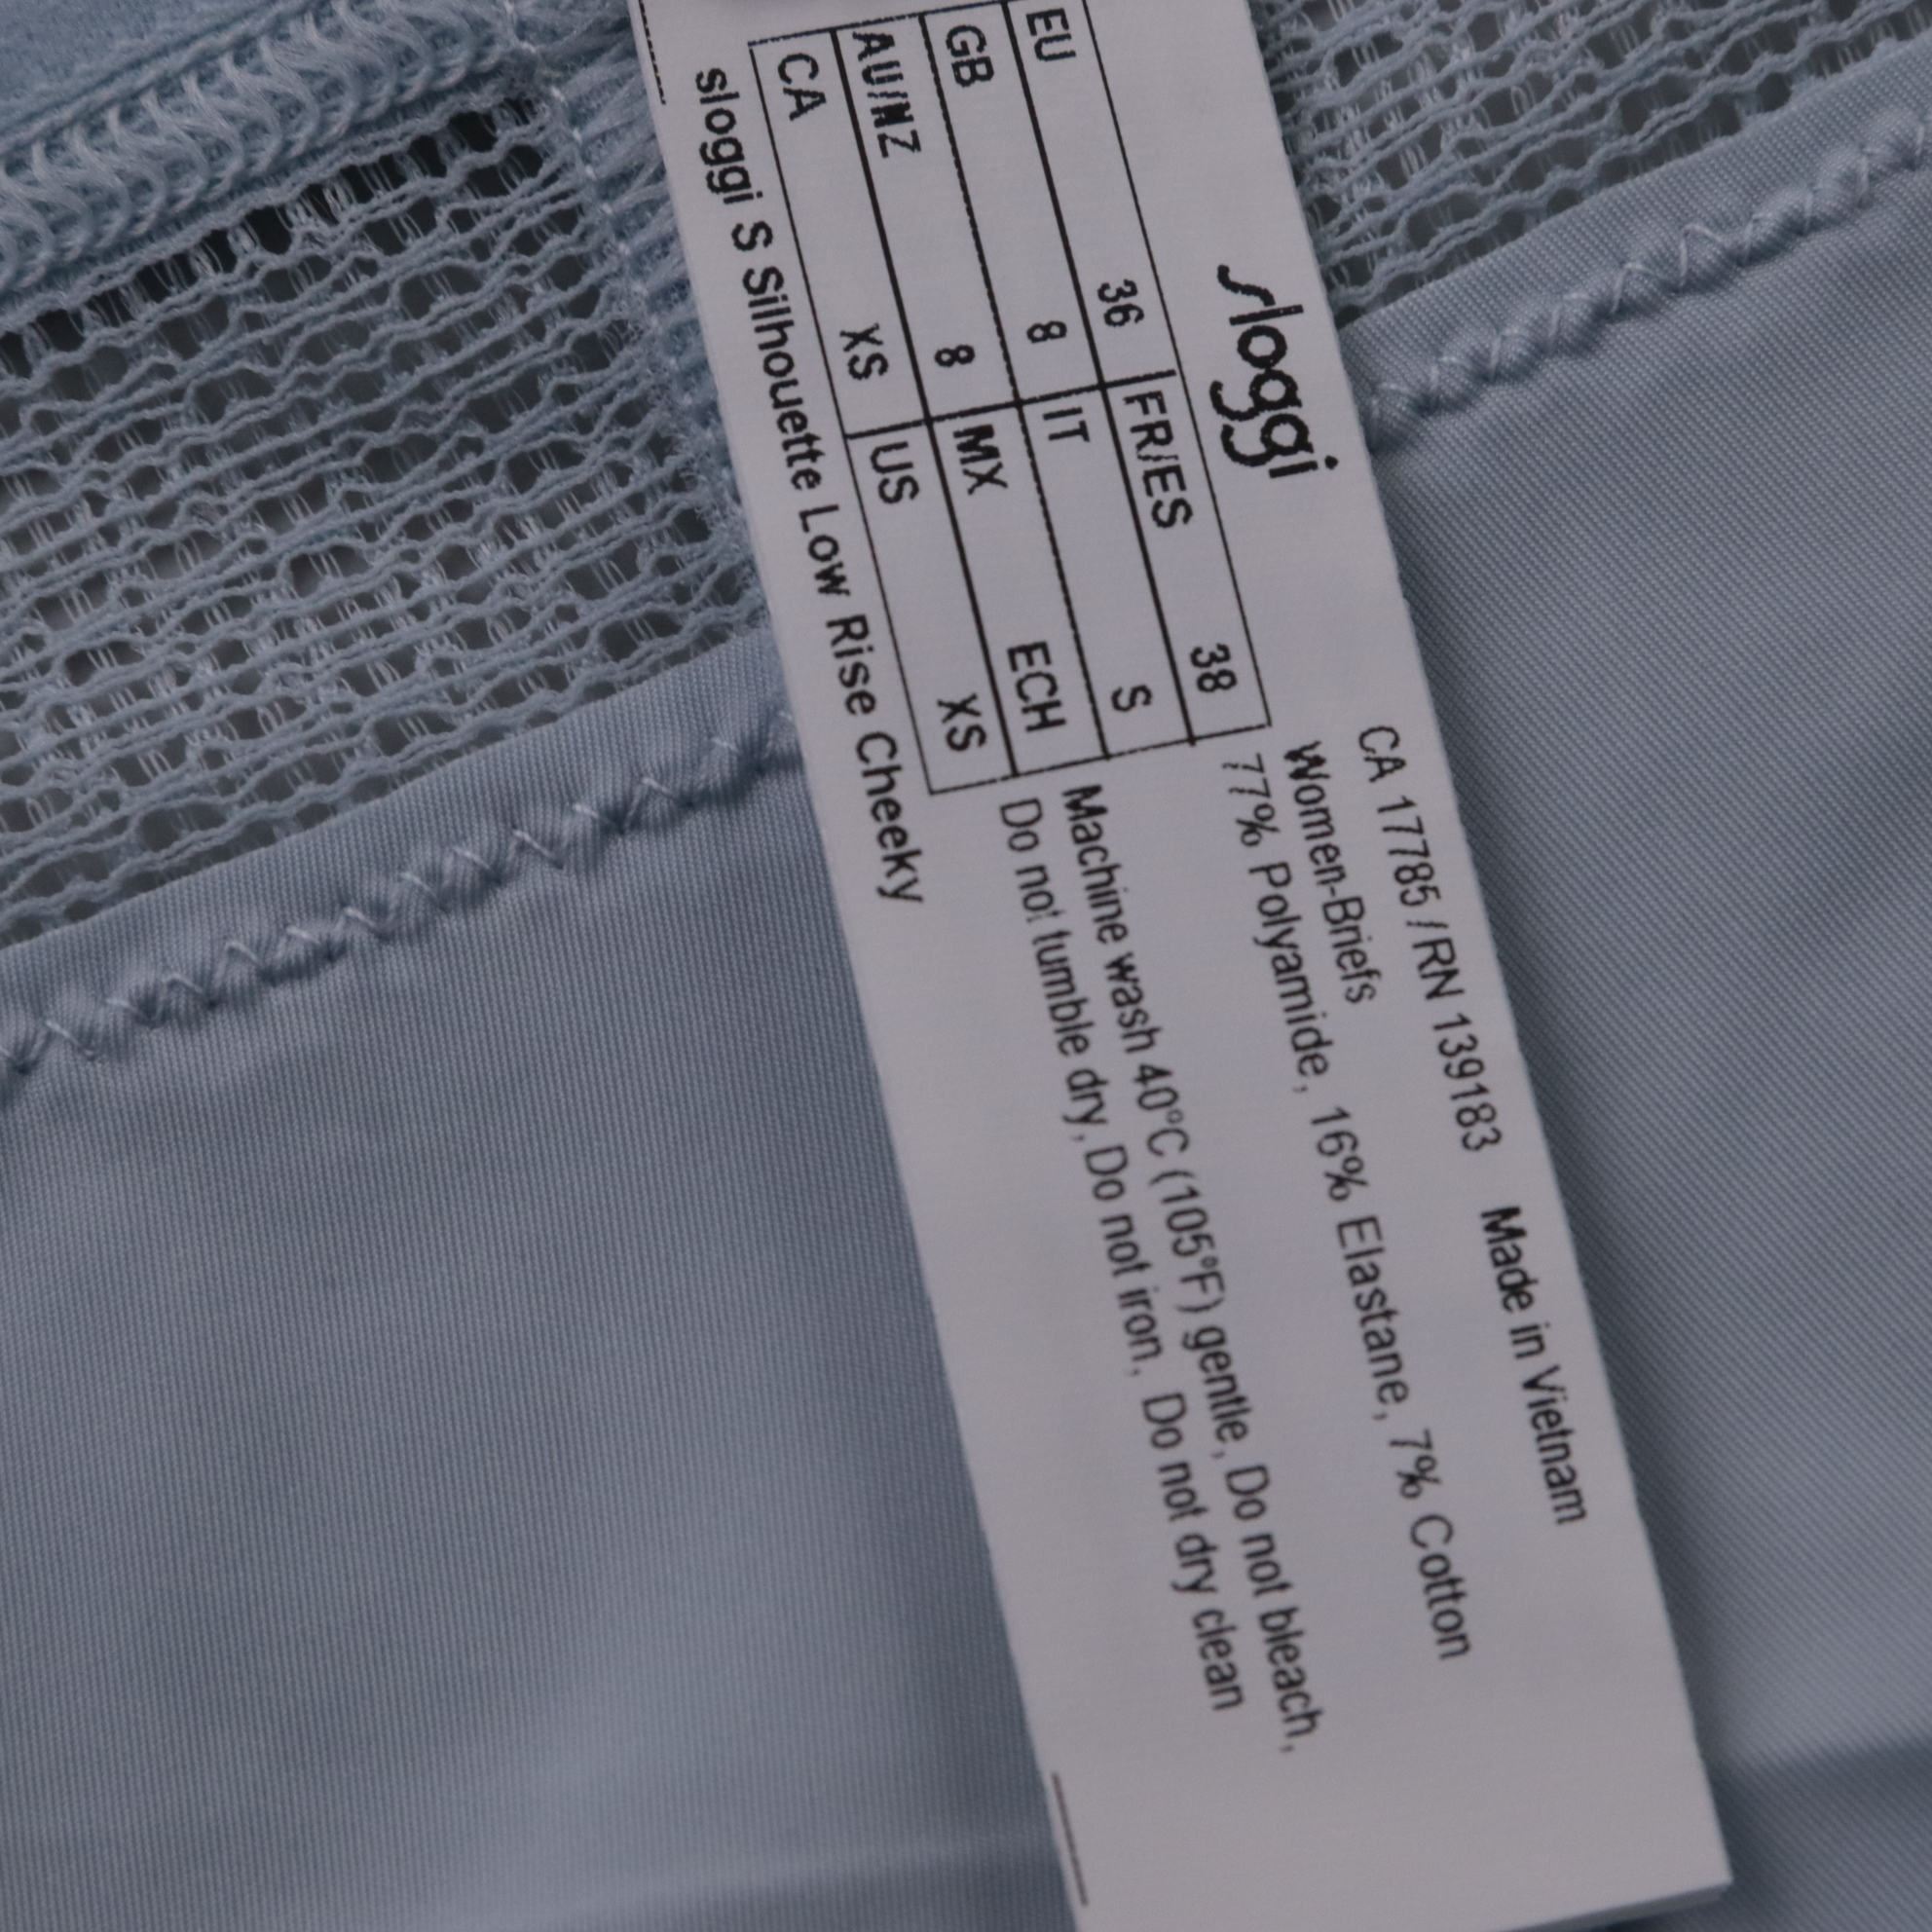 sloggi
EU 36 FR/ES 38
GB 8 IT S
AU/NZ 8 MX ECH
CA XS US XS
sloggi S Silhouette Low Rise Cheeky
CA 17785 / RN 139183 Made in Vietnam
Women-Briefs
77% Polyamide, 16% Elastane, 7% Cotton
Machine wash 40°C (105°F) gentle, Do not bleach,
Do not tumble dry, Do not iron, Do not dry clean